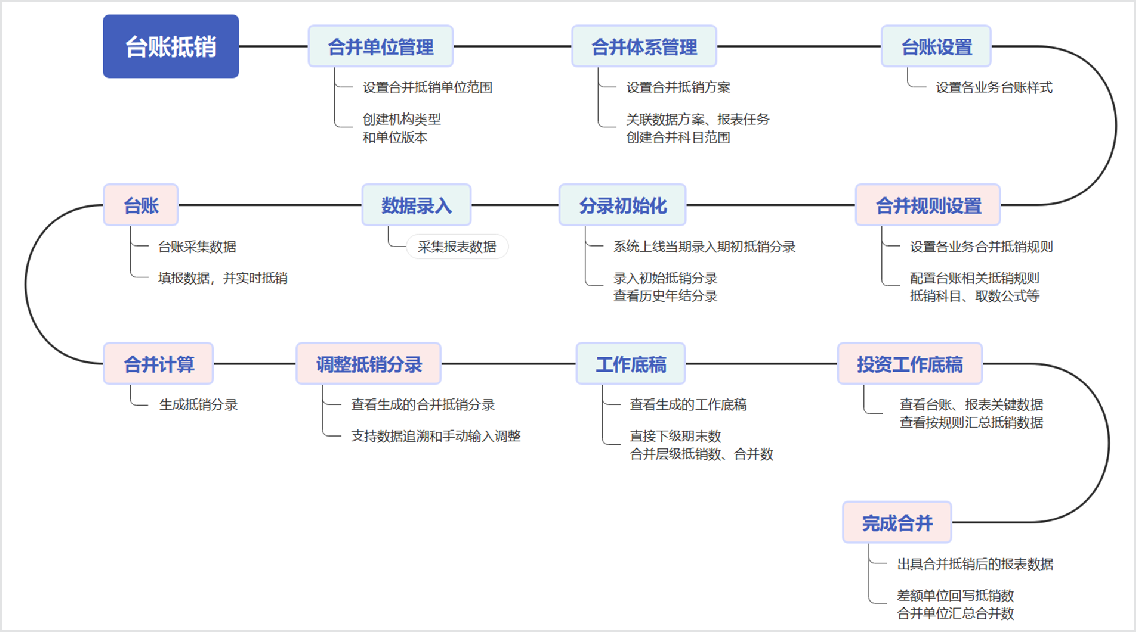 台账抵销
合并单位管理
设置合并抵销单位范围
创建机构类型
和单位版本
合并体系管理
设置合并抵销方案
关联数据方案、报表任务
创建合并科目范围
台账设置
设置各业务台账样式
合并规则设置
设置各业务合并抵销规则
配置台账相关抵销规则
抵销科目、取数公式等
分录初始化
系统上线当期录入期初抵销分录
录入初始抵销分录
查看历史年结分录
数据录入
采集报表数据
台账
台账采集数据
填报数据，并实时抵销
合并计算
生成抵销分录
调整抵销分录
查看生成的合并抵销分录
支持数据追溯和手动输入调整
工作底稿
查看生成的工作底稿
直接下级期末数
合并层级抵销数、合并数
投资工作底稿
查看台账、报表关键数据
查看按规则汇总抵销数据
完成合并
出具合并抵销后的报表数据
差额单位回写抵销数
合并单位汇总合并数